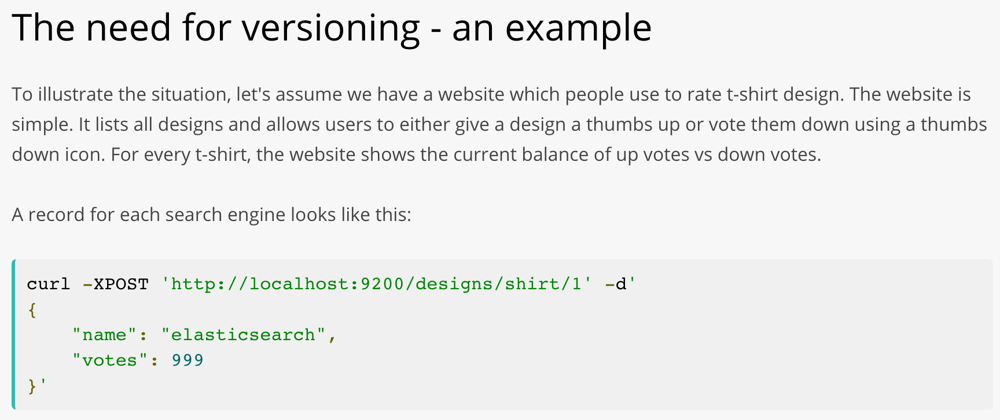 The need for versioning - an example
To illustrate the situation, let's assume we have a website which people use to rate t-shirt design. The website is
simple. It lists all designs and allows users to either give a design a thumbs up or vote them down using a thumbs
down icon. For every t-shirt, the website shows the current balance of up votes vs down votes.
A record for each search engine looks like this:
curl -XPOST 'http://localhost:9200/designs/shirt/1' -d'
{
    "name": "elasticsearch",
    "votes": 999
}'